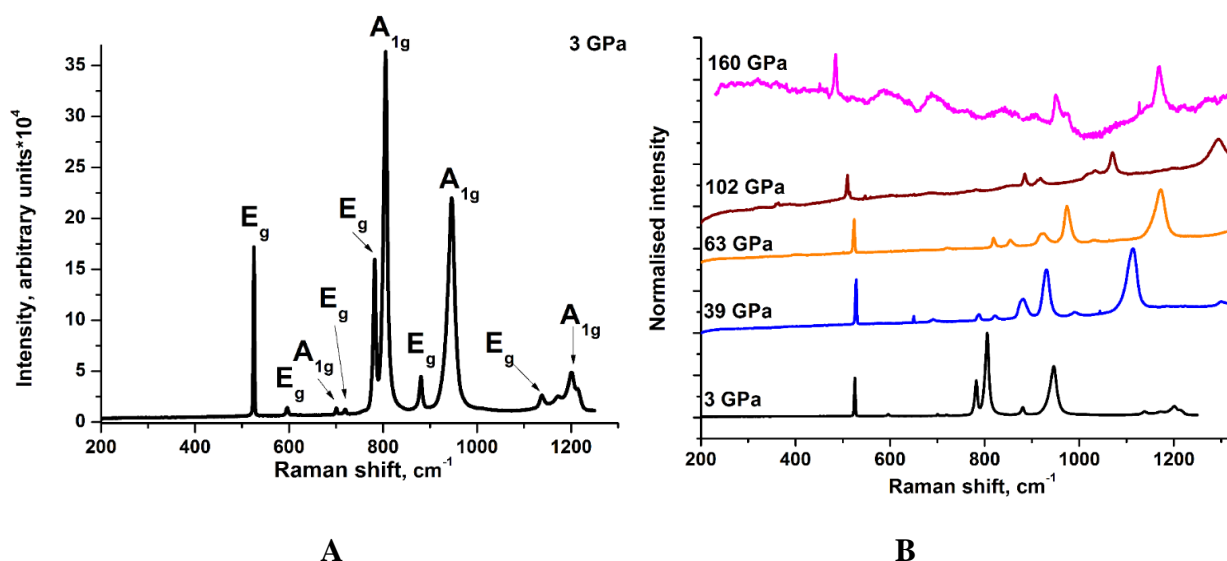 3 GPa
A1g
A1g
Eg
Eg
Eg
A1g
Eg
Eg
Eg
A1g
35
30
25
20
15
10
5
0
Intensity, arbitrary units*10^4
200 400 600 800 1000 1200
Raman shift, cm-1
A
160 GPa
102 GPa
63 GPa
39 GPa
3 GPa
Normalised intensity
200 400 600 800 1000 1200
Raman shift, cm-1
B